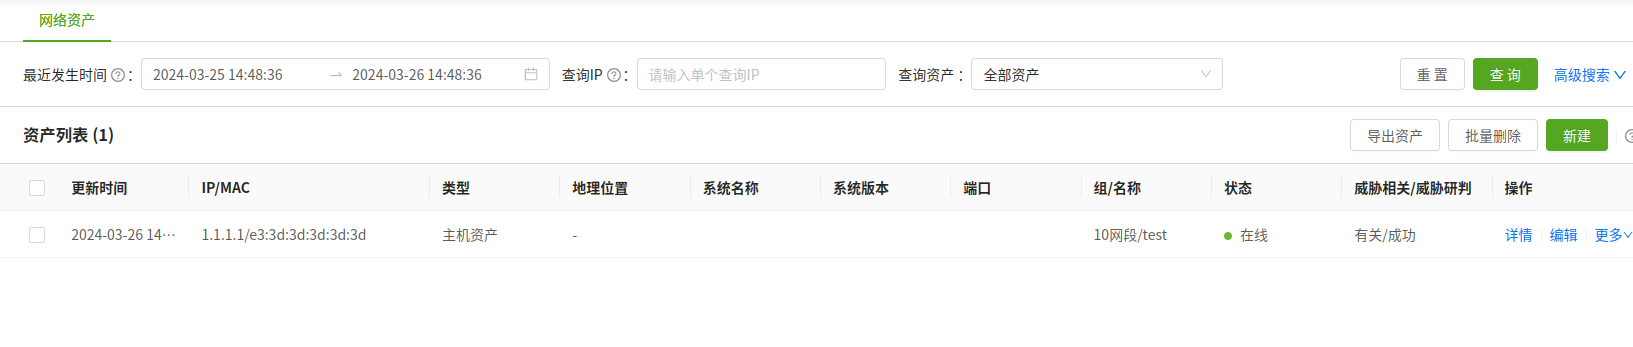 网络资产
最近发生时间 ? : 2024-03-25 14:48:36 → 2024-03-26 14:48:36 查询IP ? : 请输入单个查询IP 查询资产 : 全部资产 重 置 查 询 高级搜索
资产列表 (1) 导出资产 批量删除 新建 ?
更新时间 IP/MAC 类型 地理位置 系统名称 系统版本 端口 组/名称 状态 威胁相关/威胁研判 操作
2024-03-26 14··· 1.1.1.1/e3:3d:3d:3d:3d:3d 主机资产 - 10网段/test 在线 有关/成功 详情 编辑 更多